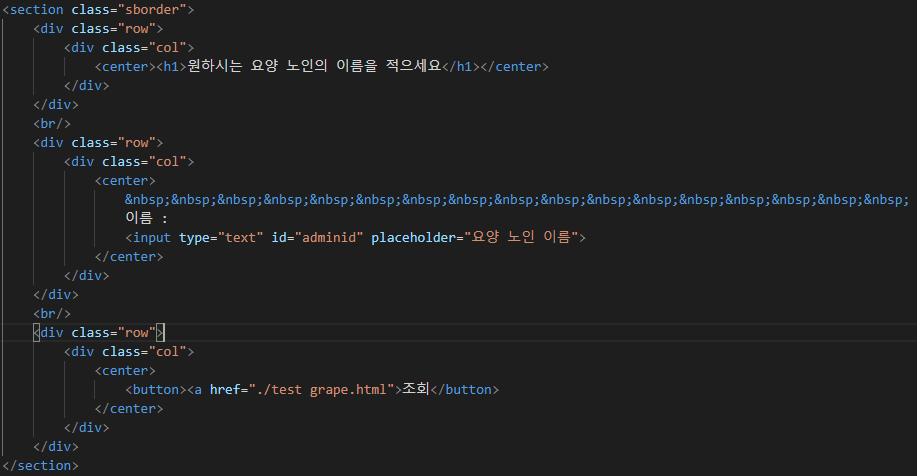 <section class="sborder">
<div class="row">
<div class="col">
<center><h1>원하시는 요양 노인의 이름을 적으세요</h1></center>
</div>
</div>
<br/>
<div class="row">
<div class="col">
<center>
&nbsp;&nbsp;&nbsp;&nbsp;&nbsp;&nbsp;&nbsp;&nbsp;&nbsp;&nbsp;&nbsp;&nbsp;&nbsp;&nbsp;&nbsp;&nbsp;&nbsp;
이름 :
<input type="text" id="adminid" placeholder="요양 노인 이름">
</center>
</div>
</div>
<br/>
<div class="row">
<div class="col">
<center>
<button><a href="./test grape.html">조회</button>
</center>
</div>
</div>
</section>